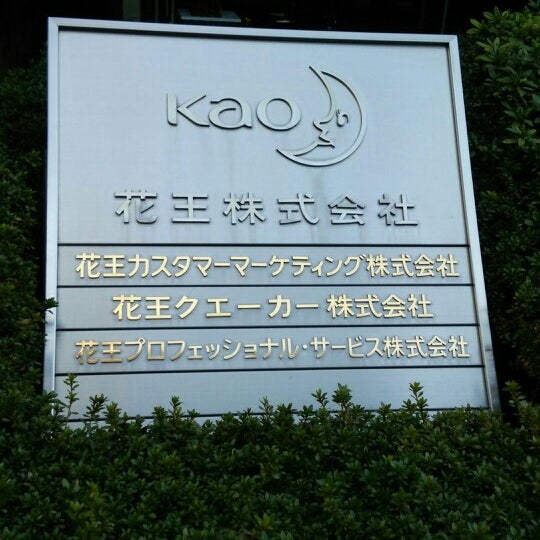 Kao
花王株式会社
花王カスタマーマーケティング株式会社
花王クエーカー株式会社
花王プロフェッショナル・サービス株式会社